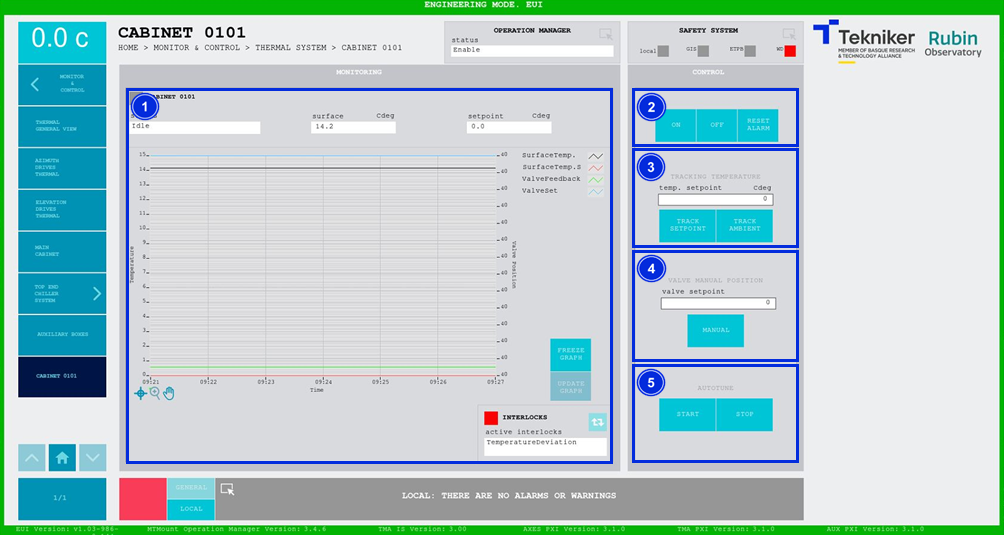 ENGINEERING MODE. EUI
0.0 c
CABINET 0101
HOME > MONITOR & CONTROL > THERMAL SYSTEM > CABINET 0101
OPERATION MANAGER
status
Enable
SAFETY SYSTEM
local
GIS
ETPB
WD
Tekniker
MEMBER OF BASQUE RESEARCH
& TECHNOLOGY ALLIANCE
Rubin
Observatory
MONITOR
&
CONTROL
THERMAL
GENERAL VIEW
AZIMUTH
DRIVES
THERMAL
ELEVATION
DRIVES
THERMAL
MAIN
CABINET
TOP END
CHILLER
SYSTEM
AUXILIARY BOXES
CABINET 0101
1/1
MONITORING
1
CABINET 0101
Idle
surface Cdeg
14.2
setpoint Cdeg
0.0
15
14
13
12
11
10
9
8
7
6
5
4
3
2
1
0
Temperature
40
40
40
40
40
40
40
40
40
40
40
Valve Position
09:21 09:22 09:23 09:24 09:25 09:26 09:27
Time
SurfaceTemp.
SurfaceTemp.S
ValveFeedback
ValveSet
FREEZE
GRAPH
UPDATE
GRAPH
INTERLOCKS
active interlocks
TemperatureDeviation
CONTROL
2
ON
OFF
RESET
ALARM
3
TRACKING TEMPERATURE
temp. setpoint Cdeg
0
TRACK
SETPOINT
TRACK
AMBIENT
4
VALVE MANUAL POSITION
valve setpoint
0
MANUAL
5
AUTOTUNE
START
STOP
GENERAL
LOCAL
LOCAL: THERE ARE NO ALARMS OR WARNINGS
EUI Version: v1.03-986-
MTMount Operation Manager Version: 3.4.6
TMA IS Version: 3.00
AXES PXI Version: 3.1.0
TMA PXI Version: 3.1.0
AUX PXI Version: 3.1.0